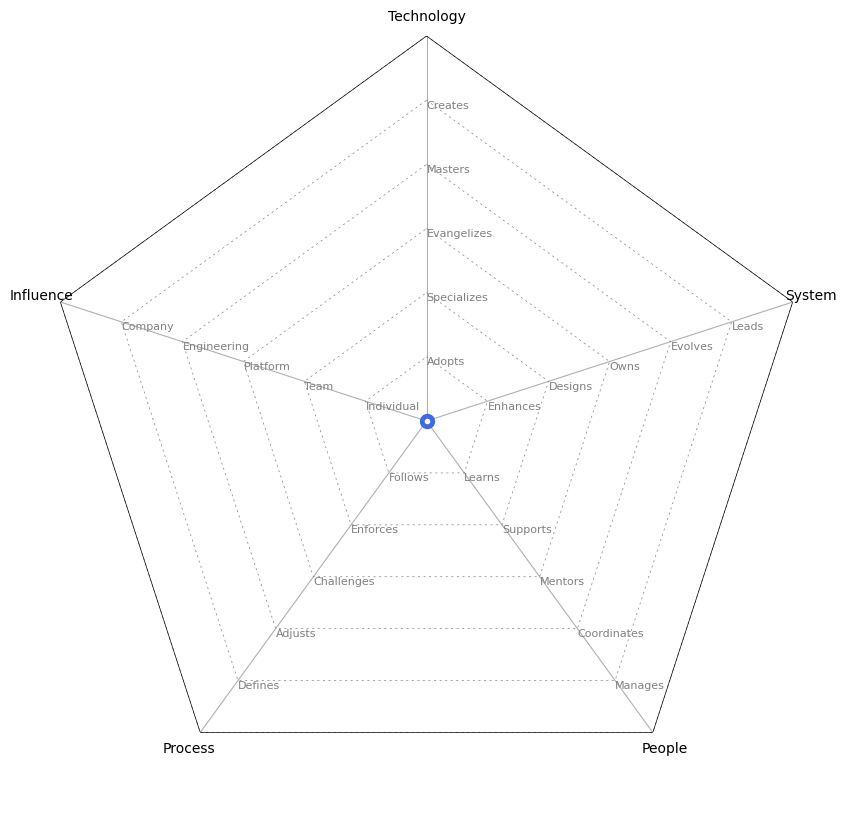 Technology
Creates
Masters
Evangelizes
Influence
System
Specializes
Company
Leads
Engineering
Evolves
Adopts
Platform
Owns
Team
Designs
Individual
Enhances
Follows
Learns
Enforces
Supports
Challenges
Mentors
Adjusts
Coordinates
Defines
Manages
Process
People